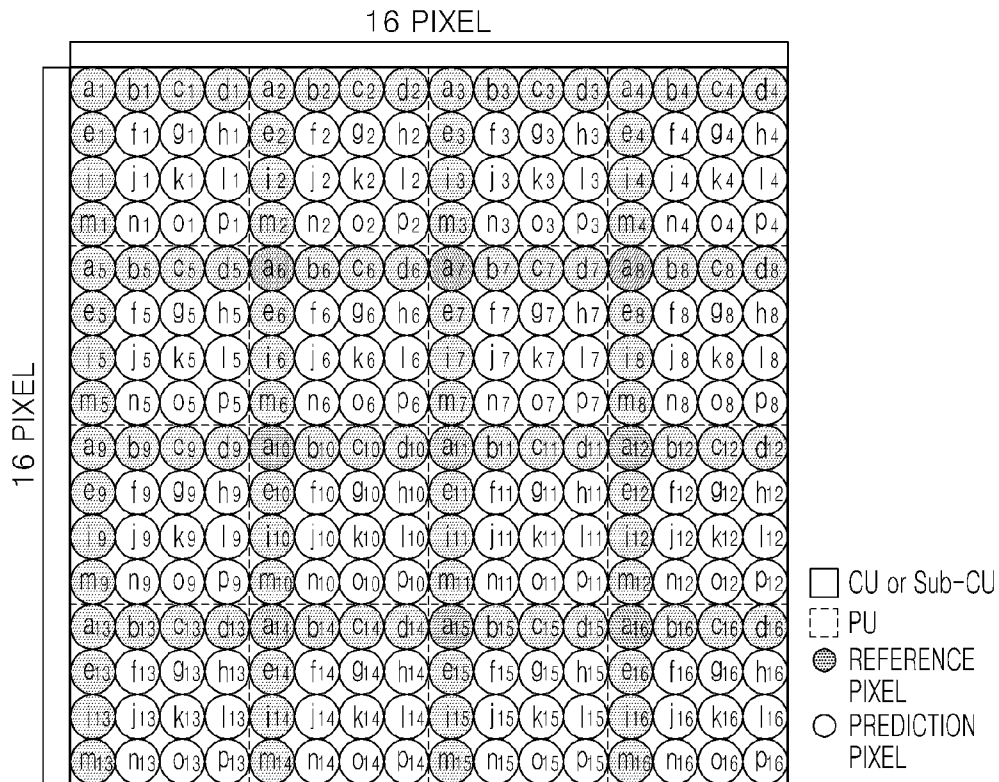 16 PIXEL
16 PIXEL
a1 b1 c1 d1 a2 b2 c2 d2 a3 b3 c3 d3 a4 b4 c4 d4
e1 f1 g1 h1 e2 f2 g2 h2 e3 f3 g3 h3 e4 f4 g4 h4
i1 j1 k1 l1 i2 j2 k2 l2 i3 j3 k3 l3 i4 j4 k4 l4
m1 n1 o1 p1 m2 n2 o2 p2 m3 n3 o3 p3 m4 n4 o4 p4
a5 b5 c5 d5 a6 b6 c6 d6 a7 b7 c7 d7 a8 b8 c8 d8
e5 f5 g5 h5 e6 f6 g6 h6 e7 f7 g7 h7 e8 f8 g8 h8
i5 j5 k5 l5 i6 j6 k6 l6 i7 j7 k7 l7 i8 j8 k8 l8
m5 n5 o5 p5 m6 n6 o6 p6 m7 n7 o7 p7 m8 n8 o8 p8
a9 b9 c9 d9 a10 b10 c10 d10 a11 b11 c11 d11 a12 b12 c12 d12
e9 f9 g9 h9 e10 f10 g10 h10 e11 f11 g11 h11 e12 f12 g12 h12
i9 j9 k9 l9 i10 j10 k10 l10 i11 j11 k11 l11 i12 j12 k12 l12
m9 n9 o9 p9 m10 n10 o10 p10 m11 n11 o11 p11 m12 n12 o12 p12
a13 b13 c13 d13 a14 b14 c14 d14 a15 b15 c15 d15 a16 b16 c16 d16
e13 f13 g13 h13 e14 f14 g14 h14 e15 f15 g15 h15 e16 f16 g16 h16
i13 j13 k13 l13 i14 j14 k14 l14 i15 j15 k15 l15 i16 j16 k16 l16
m13 n13 o13 p13 m14 n14 o14 p14 m15 n15 o15 p15 m16 n16 o16 p16
CU or Sub-CU
PU
REFERENCE
PIXEL
PREDICTION
PIXEL